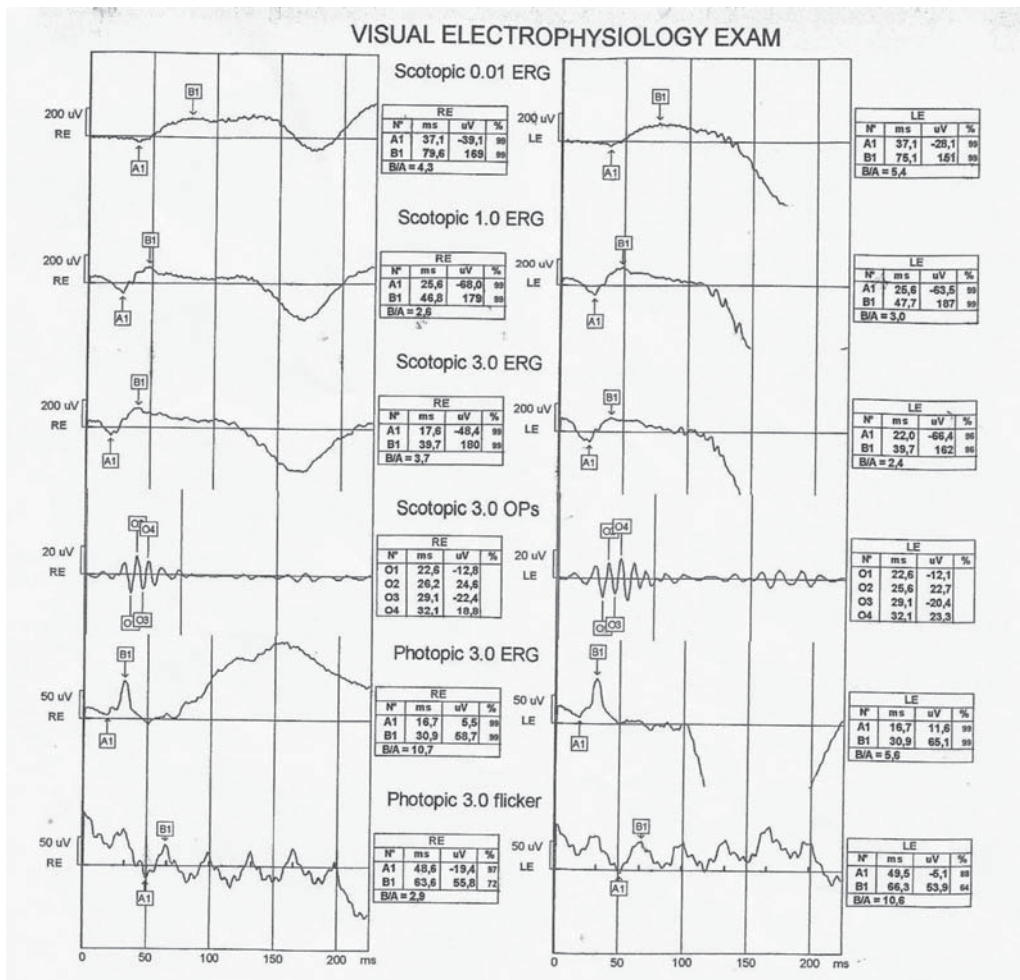 VISUAL ELECTROPHYSIOLOGY EXAM
Scotopic 0.01 ERG
200 uV
RE
B1
A1
RE
N° ms uV %
A1 37,1 -39,1 99
B1 79,6 169 99
B/A = 4,3
200 uV
LE
B1
A1
LE
N° ms uV %
A1 37,1 -28,1 99
B1 75,1 151 99
B/A = 5,4
Scotopic 1.0 ERG
200 uV
RE
B1
A1
RE
N° ms uV %
A1 25,6 -68,0 99
B1 46,8 179 99
B/A = 2,6
200 uV
LE
B1
A1
LE
N° ms uV %
A1 25,6 -63,5 99
B1 47,7 187 99
B/A = 3,0
Scotopic 3.0 ERG
200 uV
RE
B1
A1
RE
N° ms uV %
A1 17,6 -48,4 99
B1 39,7 180 99
B/A = 3,7
200 uV
LE
B1
A1
LE
N° ms uV %
A1 22,0 -66,4 96
B1 39,7 162 96
B/A = 2,4
Scotopic 3.0 OPs
20 uV
RE
O4
RE
N° ms uV %
O1 22,6 -12,8
O2 26,2 24,6
O3 29,1 -22,4
O4 32,1 18,8
20 uV
LE
O4
O3
LE
N° ms uV %
O1 22,6 -12,1
O2 25,6 22,7
O3 29,1 -20,4
O4 32,1 23,3
Photopic 3.0 ERG
50 uV
RE
B1
A1
RE
N° ms uV %
A1 16,7 5,5 99
B1 30,9 58,7 99
B/A = 10,7
50 uV
LE
B1
A1
LE
N° ms uV %
A1 16,7 11,6 99
B1 30,9 65,1 99
B/A = 5,6
Photopic 3.0 flicker
50 uV
RE
B1
A1
RE
N° ms uV %
A1 48,6 -19,4 97
B1 63,6 55,8 72
B/A = 2,9
50 uV
LE
B1
A1
LE
N° ms uV %
A1 49,5 -5,1 88
B1 66,3 53,9 64
B/A = 10,6
0 50 100 150 200 ms
0 50 100 150 200 ms